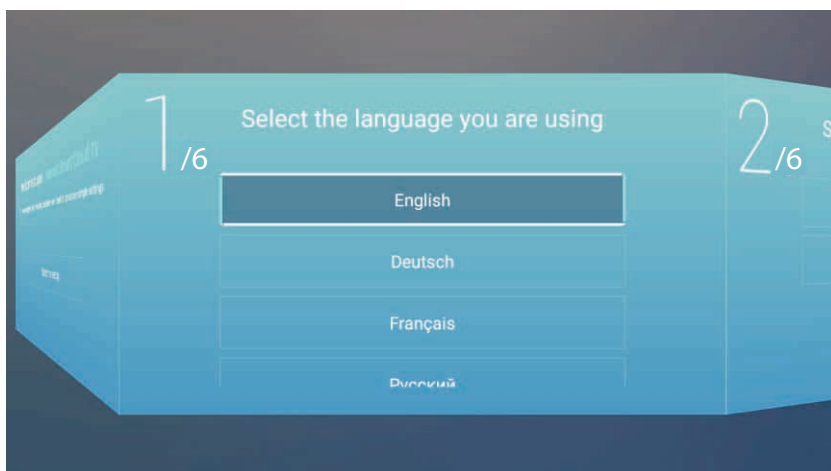 1/6
Select the language you are using
English
Deutsch
Français
Русский
2/6
S